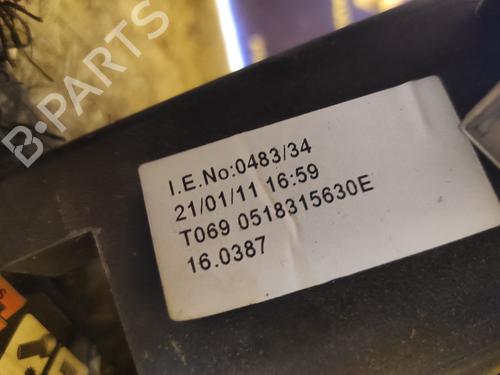 B-PARTS
I.E.No:0483/34
21/01/11 16:59
T069 0518315630E
16.0387